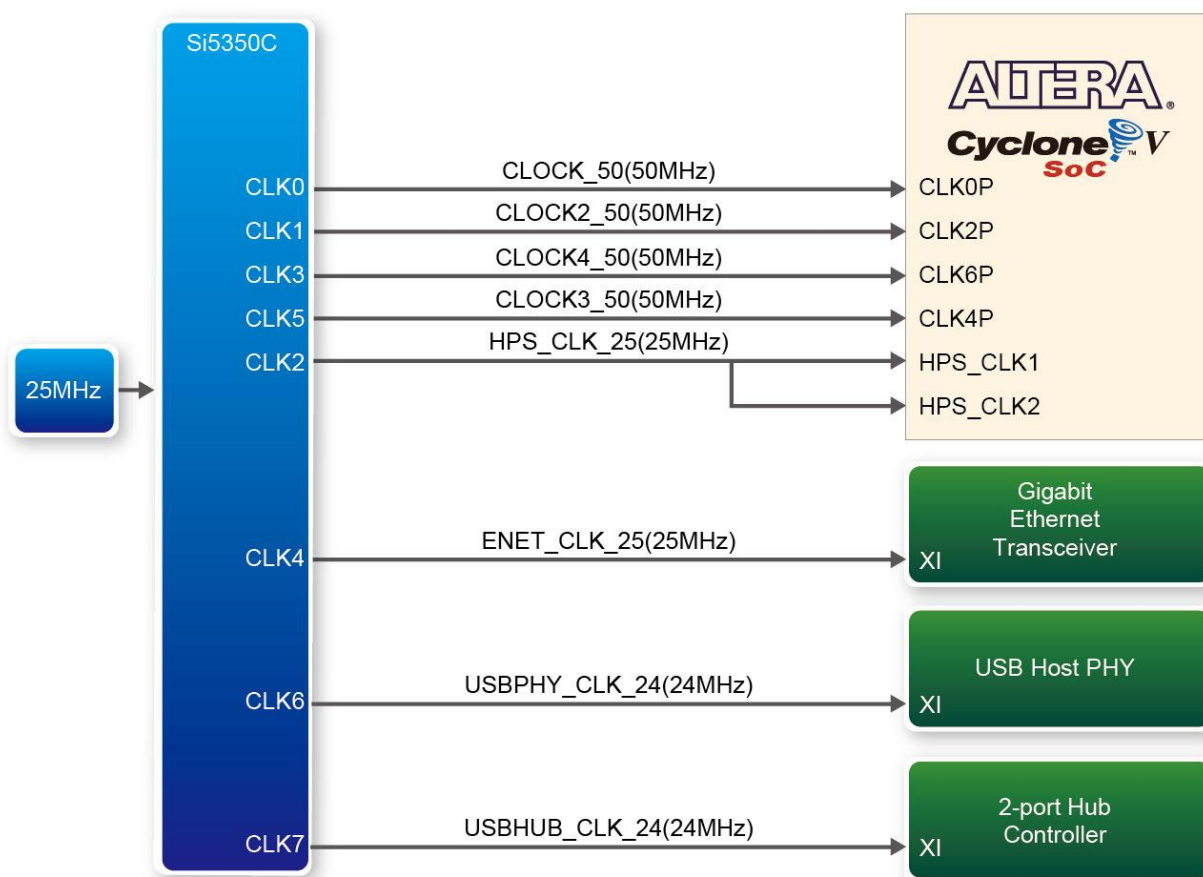 Si5350C
ALTERA®
Cyclone™ V
SoC
CLK0 CLOCK_50(50MHz) CLK0P
CLK1 CLOCK2_50(50MHz) CLK2P
CLK3 CLOCK4_50(50MHz) CLK6P
CLK5 CLOCK3_50(50MHz) CLK4P
CLK2 HPS_CLK_25(25MHz) HPS_CLK1
25MHz
HPS_CLK2
Gigabit
Ethernet
Transceiver
CLK4 ENET_CLK_25(25MHz) XI
USB Host PHY
CLK6 USBPHY_CLK_24(24MHz) XI
2-port Hub
Controller
CLK7 USBHUB_CLK_24(24MHz) XI